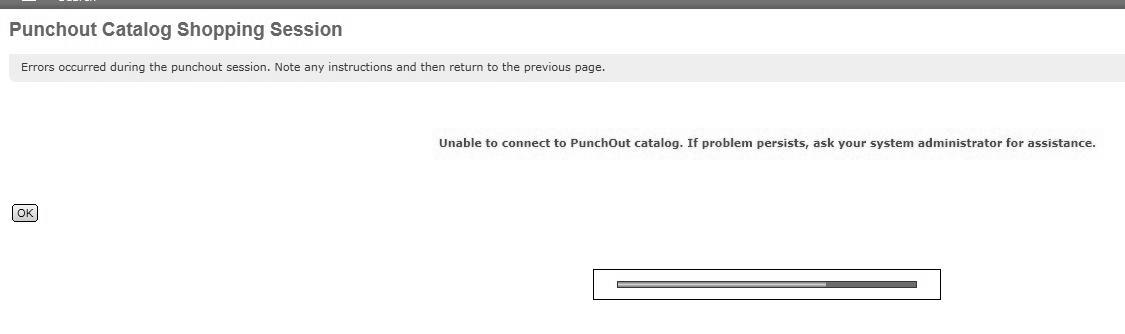 Punchout Catalog Shopping Session
Errors occurred during the punchout session. Note any instructions and then return to the previous page.
Unable to connect to PunchOut catalog. If problem persists, ask your system administrator for assistance.
OK